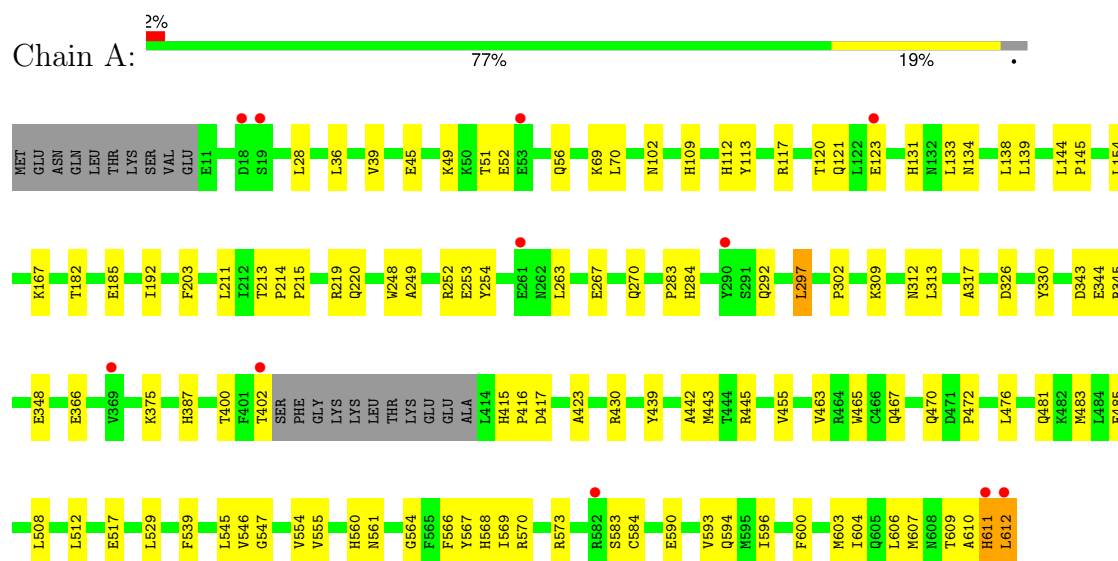 2%
Chain A:
77% 19% •
MET GLU ASN GLN LEU THR LYS SER VAL GLU E11 D18 S19 L28 L36 V39 E45 K49 K50 T51 E52 E53 Q56 K69 L70 N102 H109 H112 Y113 R117 T120 Q121 L122 E123 H131 N132 L133 N134 L138 L139 L144 P145 L154
K167 T182 E185 I192 F203 L211 I212 T213 P214 P215 R219 Q220 W248 A249 R252 E253 Y254 E261 N262 L263 E267 Q270 P283 H284 Y290 S291 Q292 L297 P302 K309 N312 L313 A317 D326 Y330 D343 E344
E348 E366 V369 K375 H387 T400 F401 T402 SER PHE GLY LYS LYS LEU THR LYS GLU GLU ALA L414 H415 P416 D417 A423 R430 Y439 A442 M443 T444 R445 V455 V463 R464 W465 C466 Q467 Q470 D471 P472 L476 Q481 K482 M483 L484
L508 L512 E517 L529 F539 L545 V546 G547 V554 V555 H560 N561 G564 F565 F566 Y567 H568 I569 R570 R573 R582 S583 C584 E590 V593 Q594 M595 I596 F600 M603 I604 Q605 L606 M607 N608 T609 A610 H611 L612